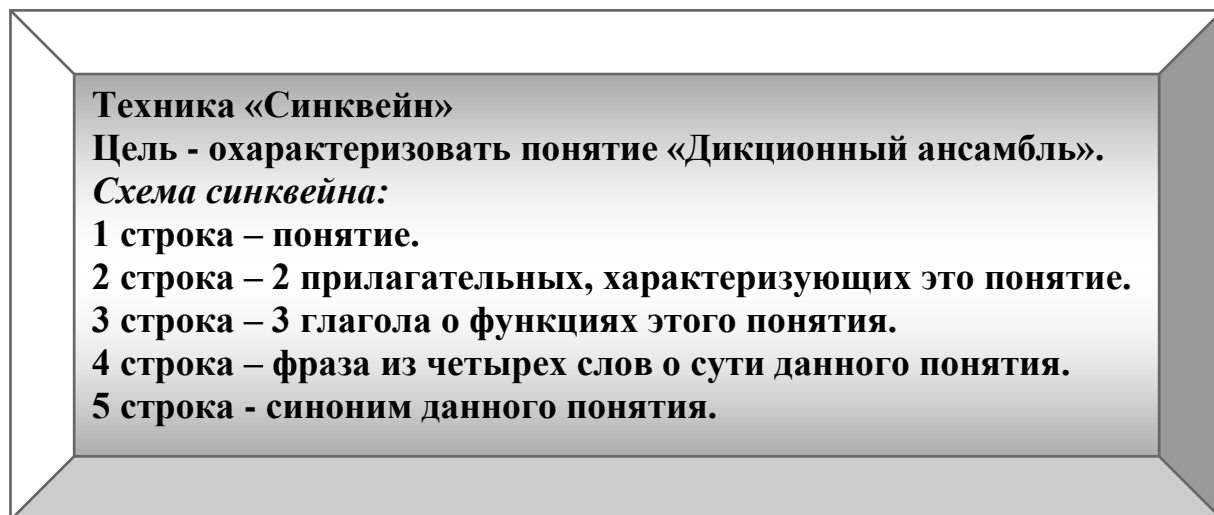 Техника «Синквейн»
Цель - охарактеризовать понятие «Дикционный ансамбль».
Схема синквейна:
1 строка – понятие.
2 строка – 2 прилагательных, характеризующих это понятие.
3 строка – 3 глагола о функциях этого понятия.
4 строка – фраза из четырех слов о сути данного понятия.
5 строка - синоним данного понятия.